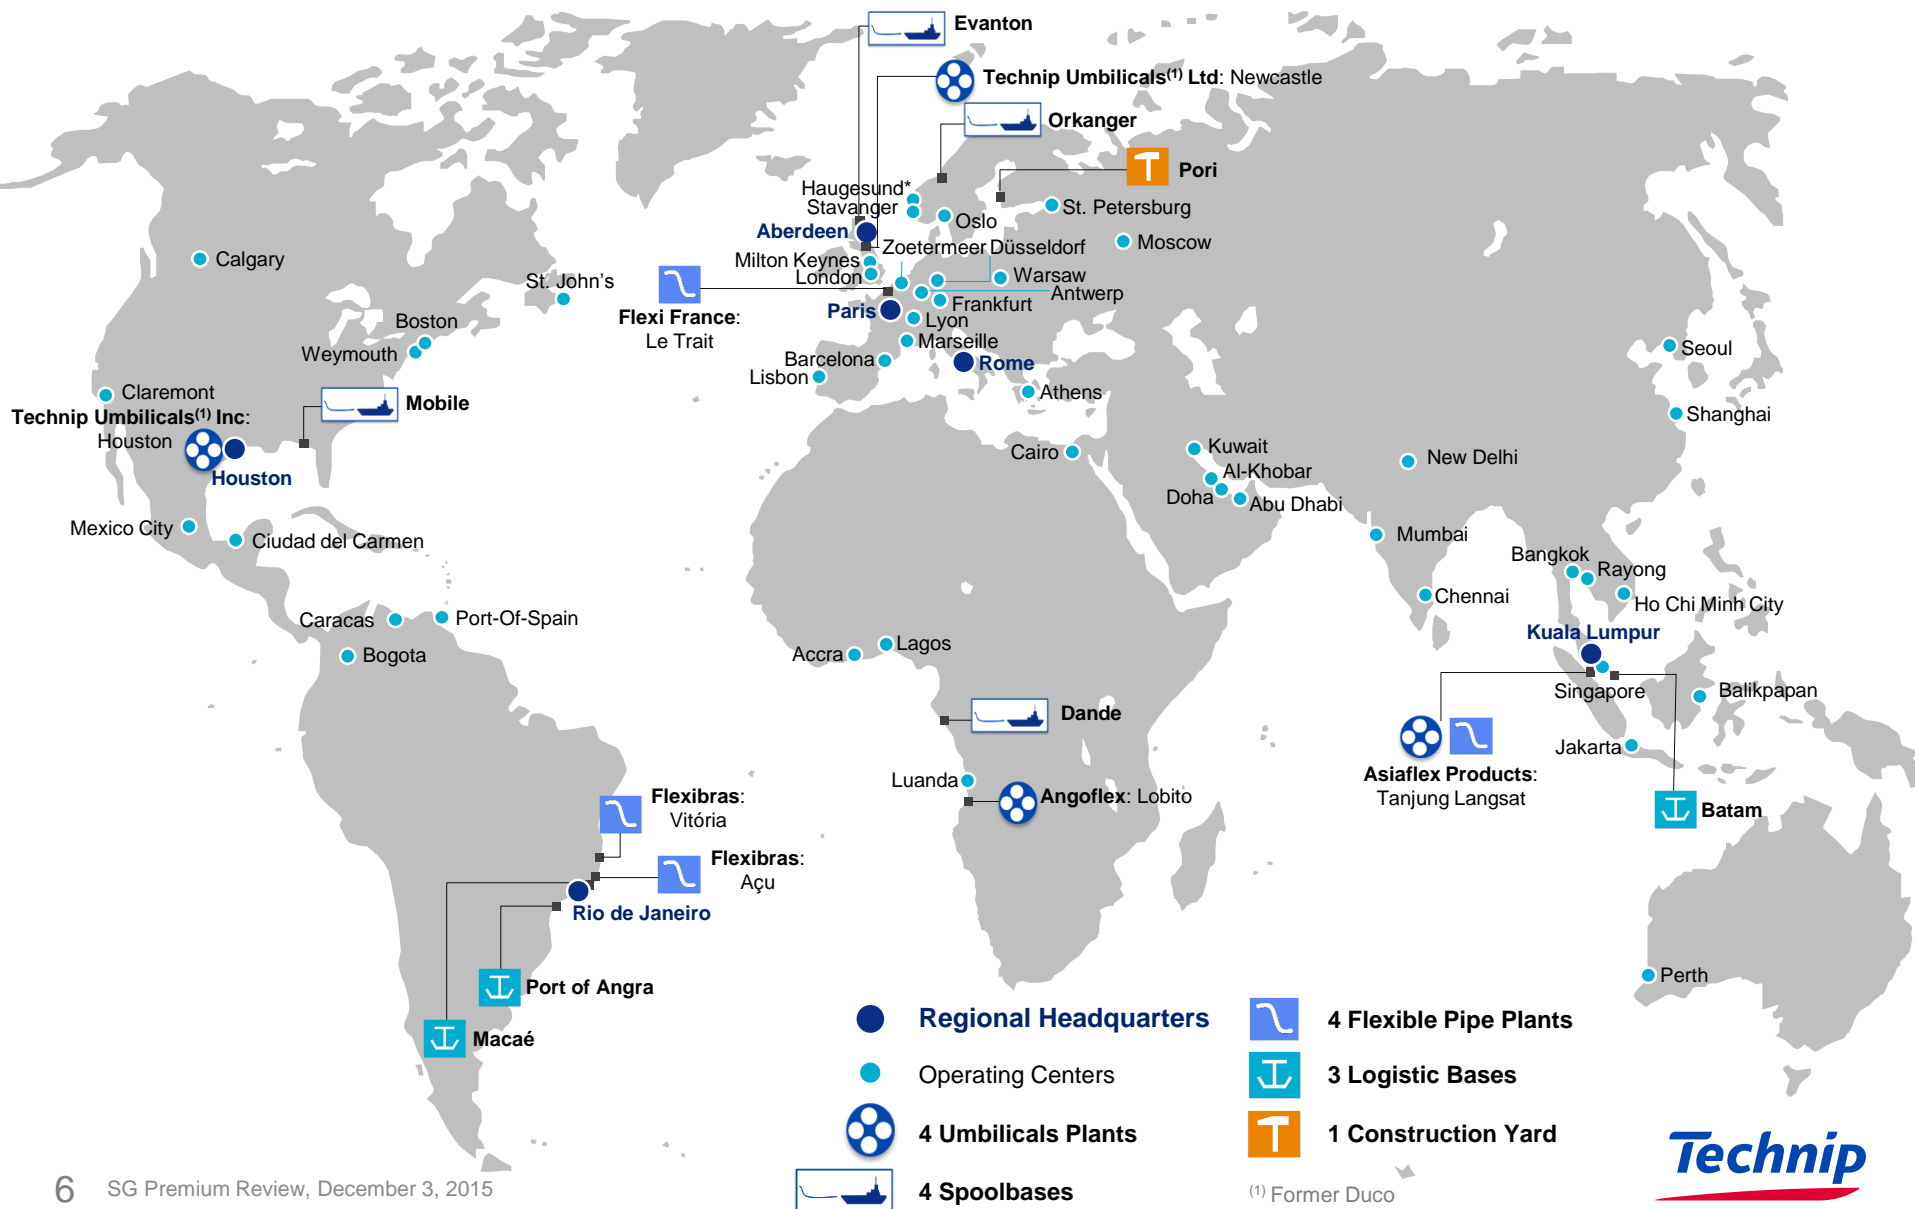 Evanton
Technip Umbilicals(1) Ltd: Newcastle
Orkanger
Pori
Haugesund*
Stavanger
Oslo
St. Petersburg
Aberdeen
Moscow
Zoetermeer Düsseldorf
Calgary
Milton Keynes
London
Warsaw
St. John's
Antwerp
Frankfurt
Flexi France:
Le Trait
Paris
Lyon
Boston
Weymouth
Marseille
Seoul
Barcelona
Rome
Lisbon
Claremont
Athens
Technip Umbilicals(1) Inc:
Houston
Mobile
Shanghai
Houston
Cairo
Kuwait
New Delhi
Al-Khobar
Doha
Abu Dhabi
Mexico City
Ciudad del Carmen
Mumbai
Bangkok
Rayong
Chennai
Ho Chi Minh City
Caracas
Port-Of-Spain
Kuala Lumpur
Bogota
Accra
Lagos
Singapore
Balikpapan
Dande
Jakarta
Luanda
Asiaflex Products:
Tanjung Langsat
Angoflex: Lobito
Flexibras:
Vitória
Batam
Flexibras:
Açu
Rio de Janeiro
Perth
Port of Angra
Macaé
Regional Headquarters
4 Flexible Pipe Plants
Operating Centers
3 Logistic Bases
4 Umbilicals Plants
1 Construction Yard
4 Spoolbases
(1) Former Duco
Technip
6 SG Premium Review, December 3, 2015